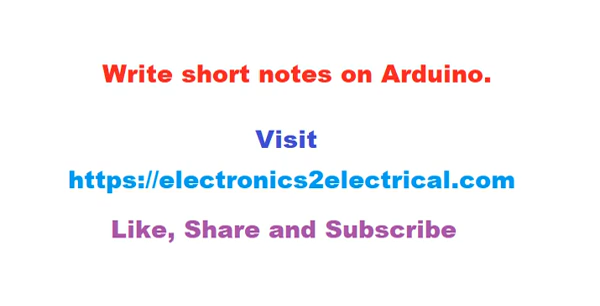 Write short notes on Arduino.
Visit
https://electronics2electrical.com
Like, Share and Subscribe